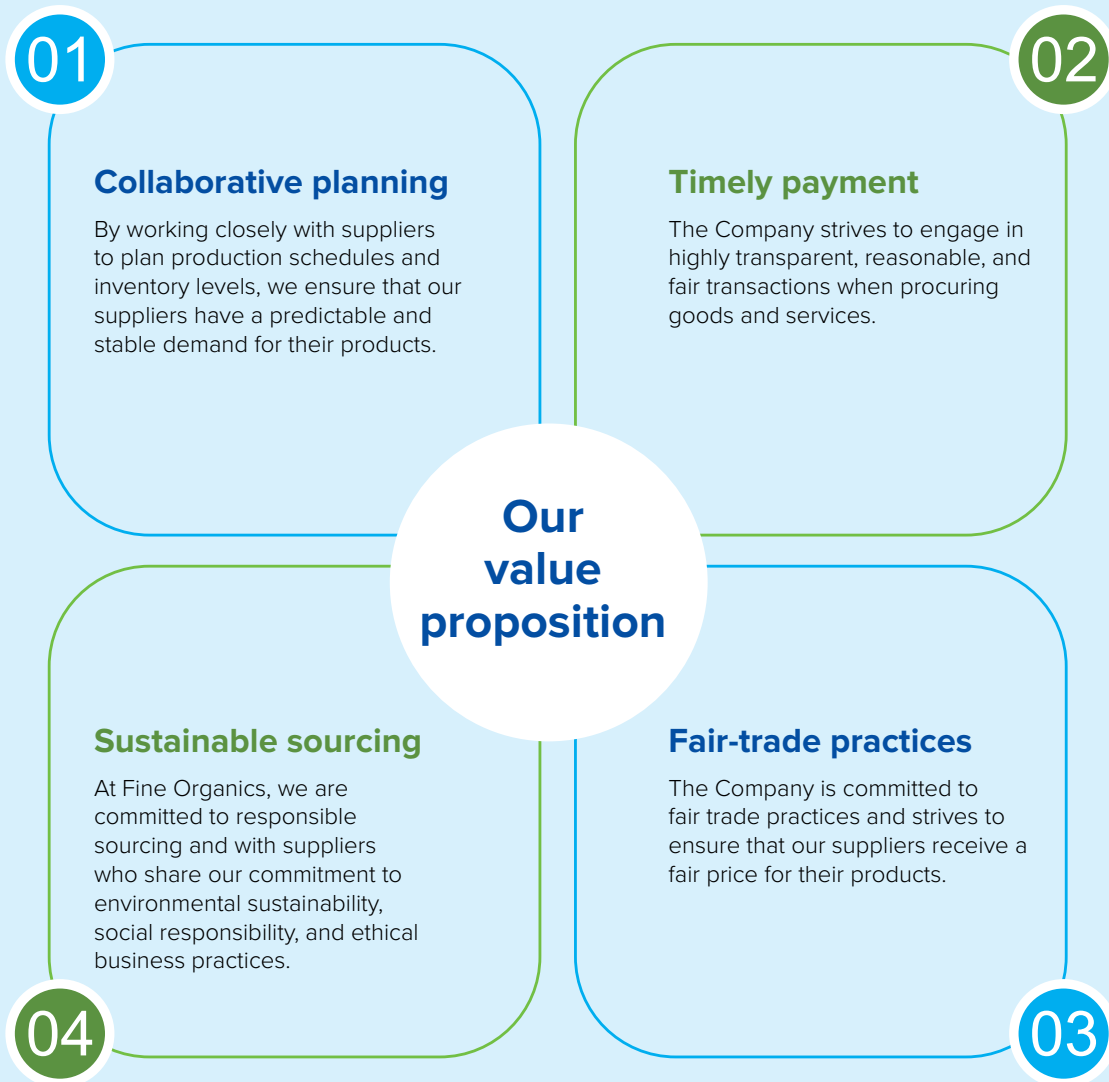 01
Collaborative planning
By working closely with suppliers
to plan production schedules and
inventory levels, we ensure that our
suppliers have a predictable and
stable demand for their products.
02
Timely payment
The Company strives to engage in
highly transparent, reasonable, and
fair transactions when procuring
goods and services.
Our
value
proposition
03
Fair-trade practices
The Company is committed to
fair trade practices and strives to
ensure that our suppliers receive a
fair price for their products.
04
Sustainable sourcing
At Fine Organics, we are
committed to responsible
sourcing and with suppliers
who share our commitment to
environmental sustainability,
social responsibility, and ethical
business practices.